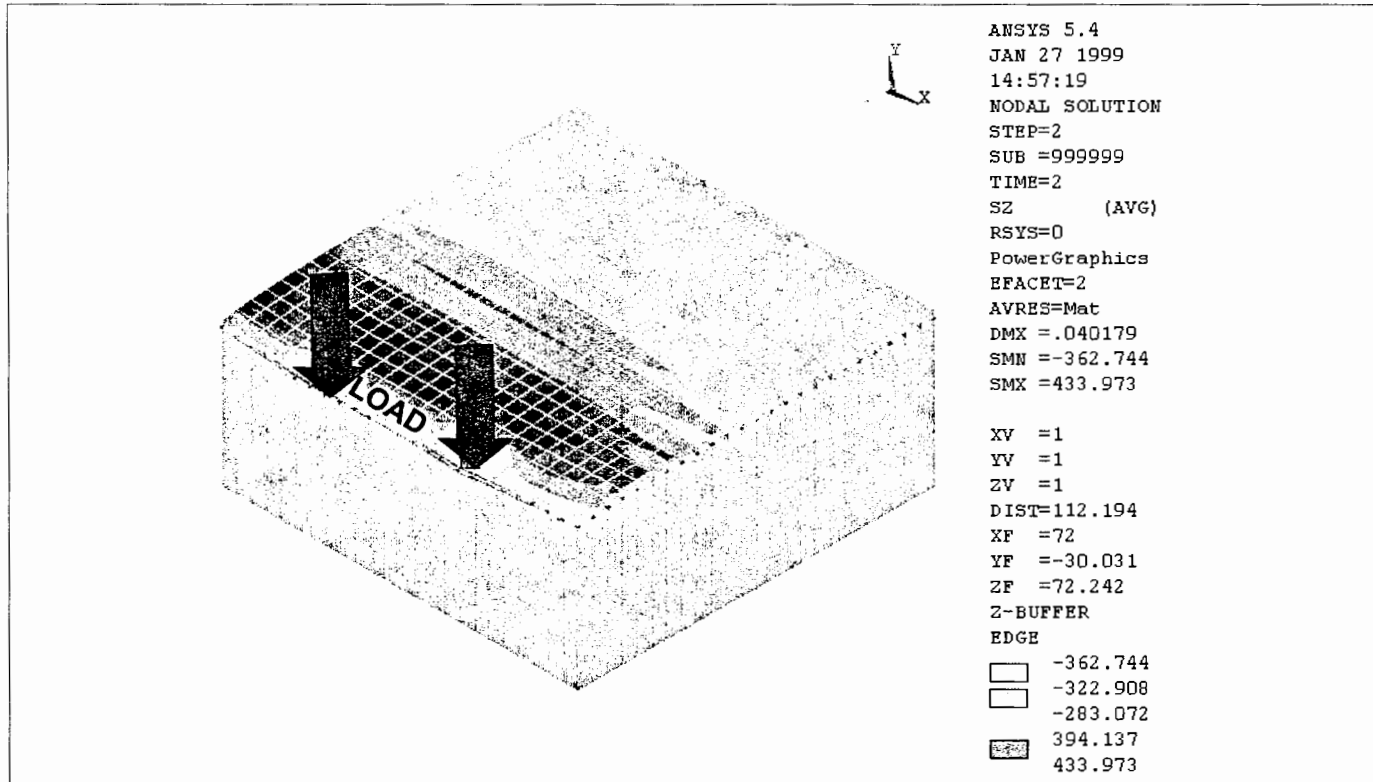 ANSYS 5.4
JAN 27 1999
14:57:19
NODAL SOLUTION
STEP=2
SUB =999999
TIME=2
SZ (AVG)
RSYS=0
PowerGraphics
EFACET=2
AVRES=Mat
DMX =.040179
SMN =-362.744
SMX =433.973
XV =1
YV =1
ZV =1
DIST=112.194
XF =72
YF =-30.031
ZF =72.242
Z-BUFFER
EDGE
-362.744
-322.908
-283.072
394.137
433.973
Y
X
LOAD